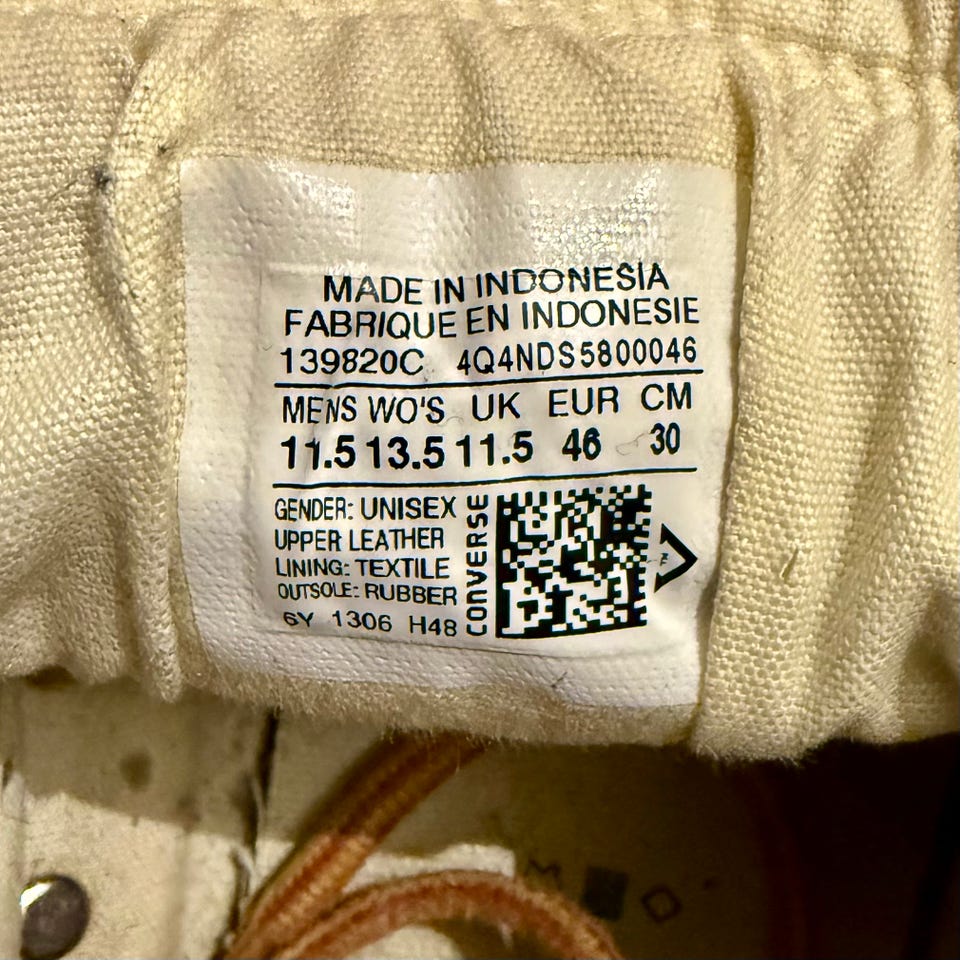 MADE IN INDONESIA
FABRIQUE EN INDONESIE
139820C 4Q4NDS5800046
MENS WO'S UK EUR CM
11.5 13.5 11.5 46 30
GENDER: UNISEX
UPPER LEATHER
LINING: TEXTILE
OUTSOLE: RUBBER
6Y 1306 H48
CONVERSE